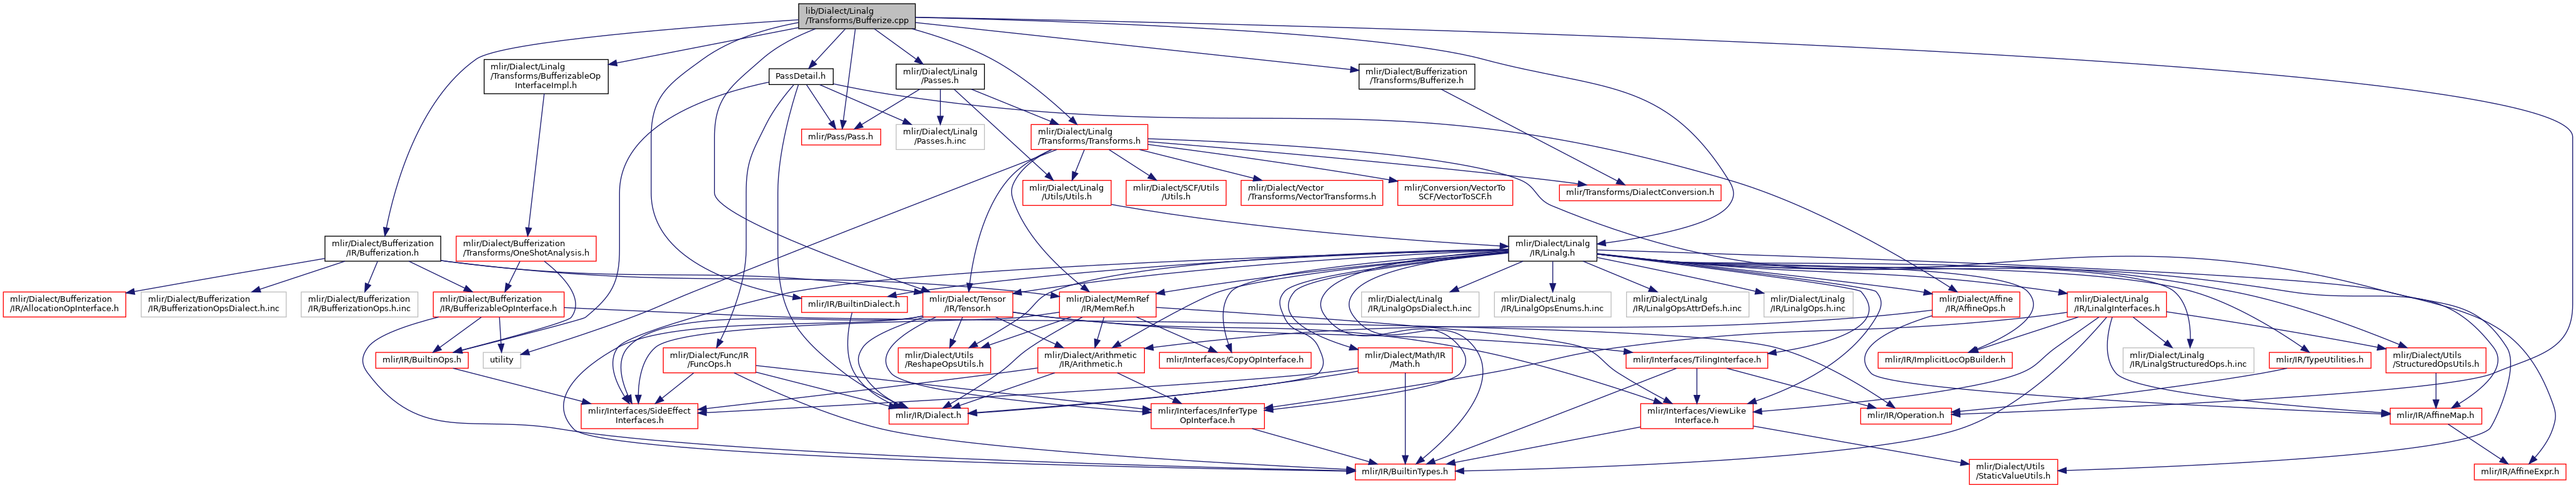 lib/Dialect/Linalg
/Transforms/Bufferize.cpp
mlir/Dialect/Linalg
/Transforms/BufferizableOp
InterfaceImpl.h
PassDetail.h
mlir/Dialect/Linalg
/Passes.h
mlir/Dialect/Bufferization
/Transforms/Bufferize.h
mlir/Pass/Pass.h
mlir/Dialect/Linalg
/Passes.h.inc
mlir/Dialect/Linalg
/Transforms/Transforms.h
mlir/Dialect/Linalg
/Utils/Utils.h
mlir/Dialect/SCF/Utils
/Utils.h
mlir/Dialect/Vector
/Transforms/VectorTransforms.h
mlir/Conversion/VectorTo
SCF/VectorToSCF.h
mlir/Transforms/DialectConversion.h
mlir/Dialect/Bufferization
/IR/Bufferization.h
mlir/Dialect/Bufferization
/Transforms/OneShotAnalysis.h
mlir/Dialect/Linalg
/IR/Linalg.h
mlir/Dialect/Bufferization
/IR/AllocationOpInterface.h
mlir/Dialect/Bufferization
/IR/BufferizationOpsDialect.h.inc
mlir/Dialect/Bufferization
/IR/BufferizationOps.h.inc
mlir/Dialect/Bufferization
/IR/BufferizableOpInterface.h
mlir/IR/BuiltinDialect.h
mlir/Dialect/Tensor
/IR/Tensor.h
mlir/Dialect/MemRef
/IR/MemRef.h
mlir/Dialect/Linalg
/IR/LinalgOpsDialect.h.inc
mlir/Dialect/Linalg
/IR/LinalgOpsEnums.h.inc
mlir/Dialect/Linalg
/IR/LinalgOpsAttrDefs.h.inc
mlir/Dialect/Linalg
/IR/LinalgOps.h.inc
mlir/Dialect/Affine
/IR/AffineOps.h
mlir/Dialect/Linalg
/IR/LinalgInterfaces.h
mlir/IR/BuiltinOps.h
utility
mlir/Dialect/Func/IR
/FuncOps.h
mlir/Dialect/Utils
/ReshapeOpsUtils.h
mlir/Dialect/Arithmetic
/IR/Arithmetic.h
mlir/Interfaces/CopyOpInterface.h
mlir/Dialect/Math/IR
/Math.h
mlir/Interfaces/TilingInterface.h
mlir/IR/ImplicitLocOpBuilder.h
mlir/Dialect/Linalg
/IR/LinalgStructuredOps.h.inc
mlir/IR/TypeUtilities.h
mlir/Dialect/Utils
/StructuredOpsUtils.h
mlir/Interfaces/SideEffect
Interfaces.h
mlir/IR/Dialect.h
mlir/Interfaces/InferType
OpInterface.h
mlir/Interfaces/ViewLike
Interface.h
mlir/IR/Operation.h
mlir/IR/AffineMap.h
mlir/IR/BuiltinTypes.h
mlir/Dialect/Utils
/StaticValueUtils.h
mlir/IR/AffineExpr.h